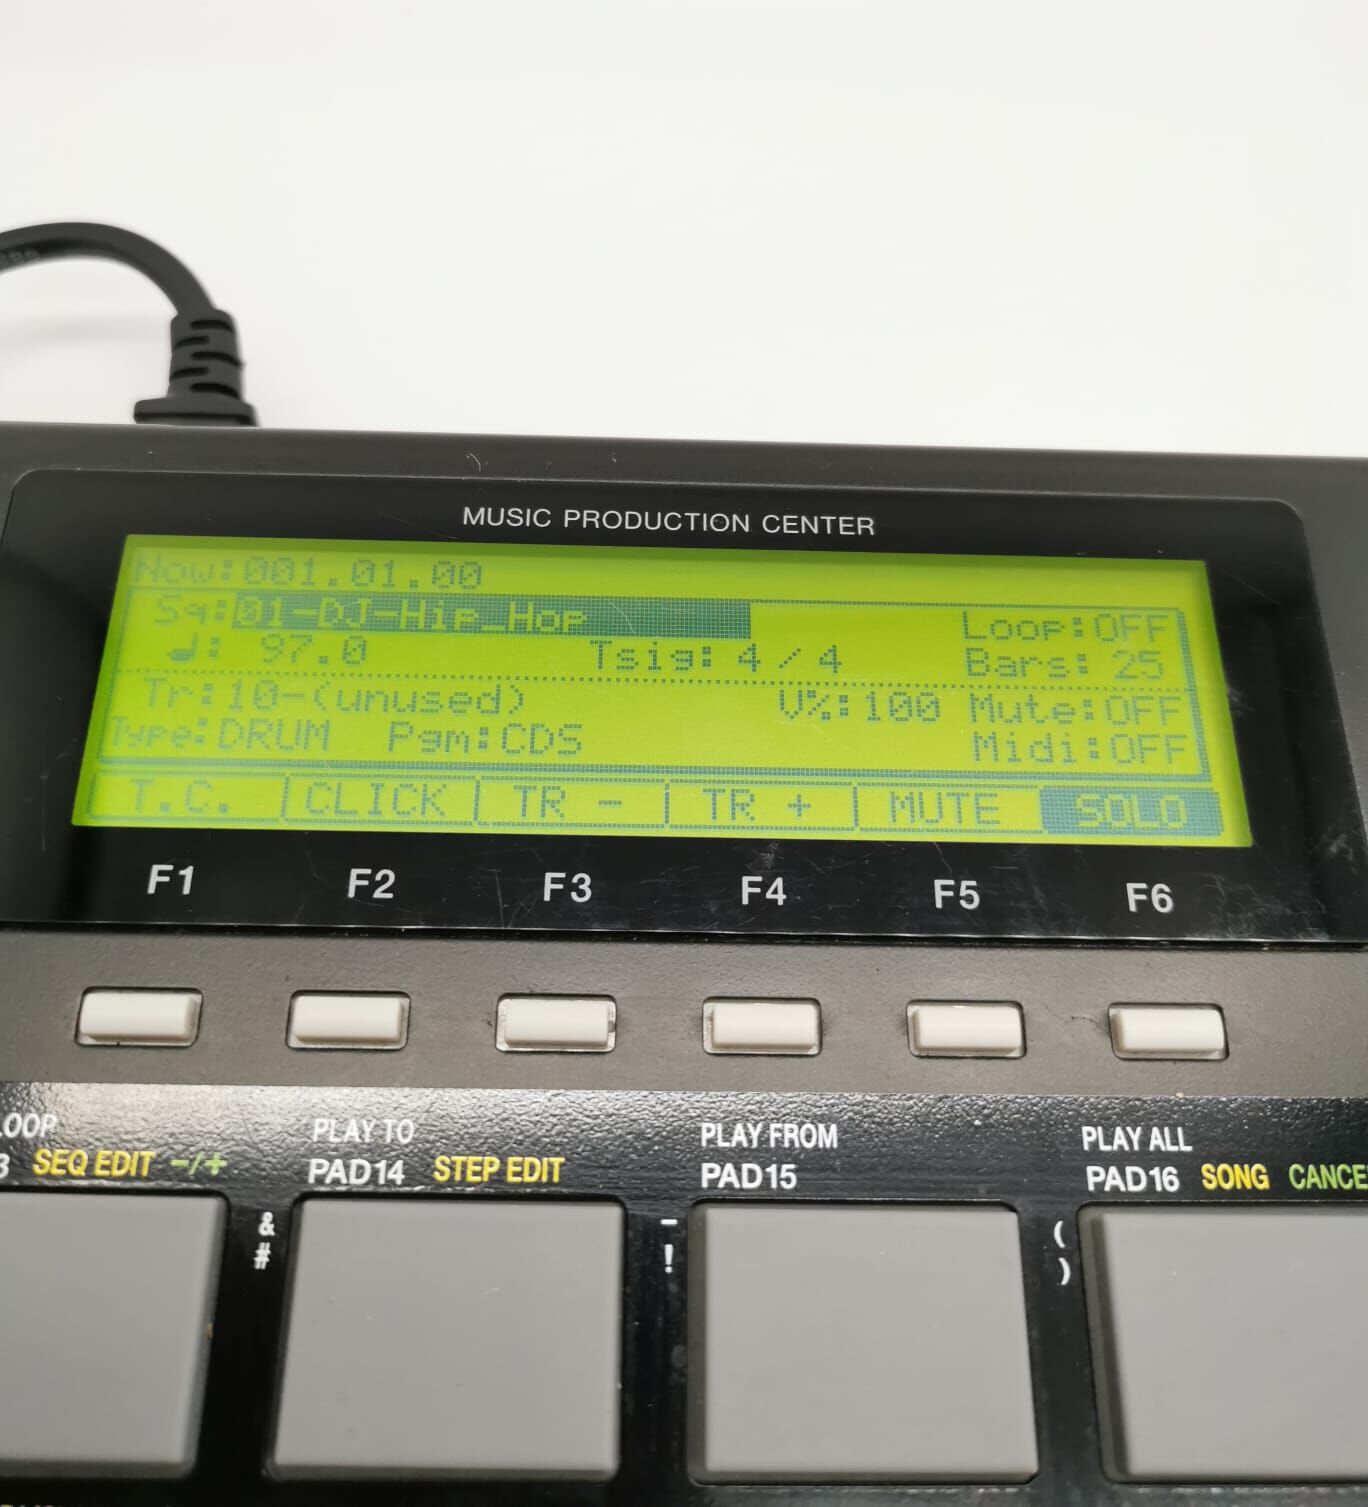 MUSIC PRODUCTION CENTER
Now:001.01.00
Sq:01-DJ-Hip_Hop Loop:OFF
♩: 97.0 Tsig: 4 / 4 Bars: 25
Tr:10-(unused) V%:100 Mute:OFF
Type:DRUM Pgm:CDS Midi:OFF
T.C. CLICK TR - TR + MUTE SOLO
F1 F2 F3 F4 F5 F6
OOP PLAY TO PLAY FROM PLAY ALL
3 SEQ EDIT -/+ PAD14 STEP EDIT PAD15 PAD16 SONG CANCE
& - (
# ! )